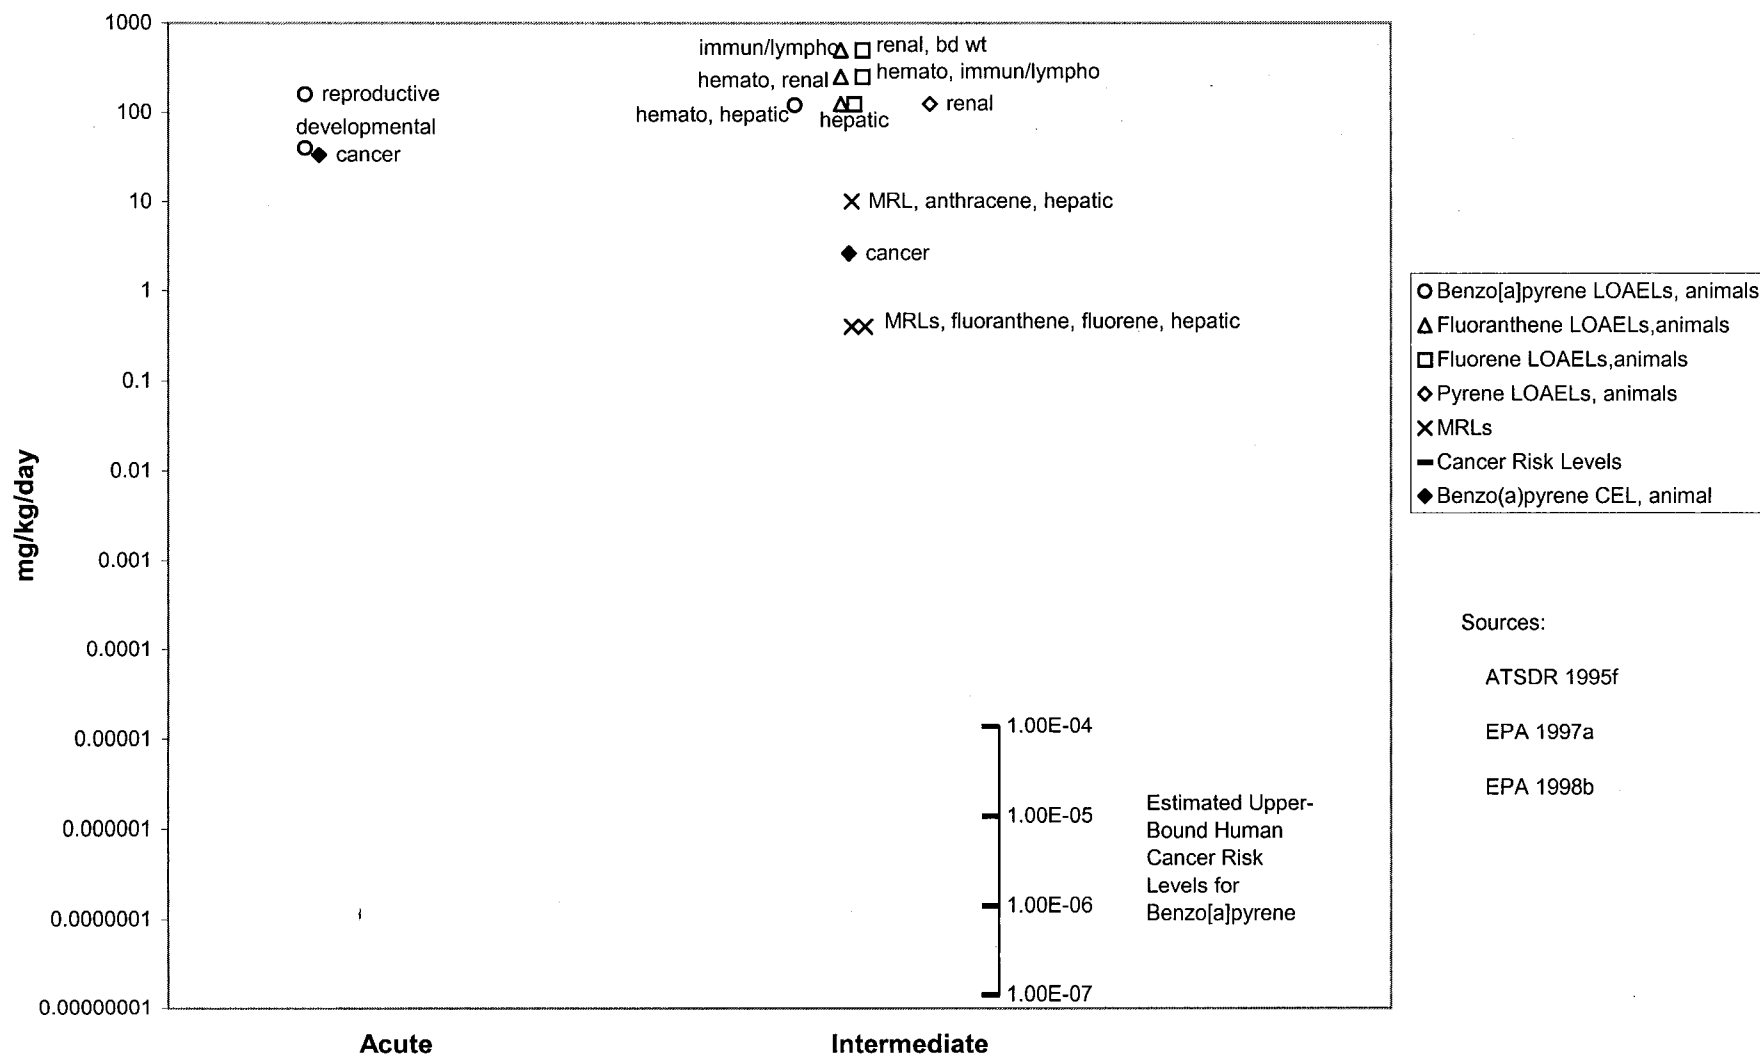 1000
100
10
1
0.1
0.01
0.001
0.0001
0.00001
0.000001
0.0000001
0.00000001
mg/kg/day
reproductive
developmental
cancer
immun/lympho
renal, bd wt
hemato, renal
hemato, immun/lympho
hemato, hepatic
hepatic
renal
MRL, anthracene, hepatic
cancer
MRLs, fluoranthene, fluorene, hepatic
1.00E-04
1.00E-05
1.00E-06
1.00E-07
Estimated Upper-
Bound Human
Cancer Risk
Levels for
Benzo[a]pyrene
Acute
Intermediate
Benzo[a]pyrene LOAELs, animals
Fluoranthene LOAELs,animals
Fluorene LOAELs,animals
Pyrene LOAELs, animals
MRLs
Cancer Risk Levels
Benzo(a)pyrene CEL, animal
Sources:
ATSDR 1995f
EPA 1997a
EPA 1998b